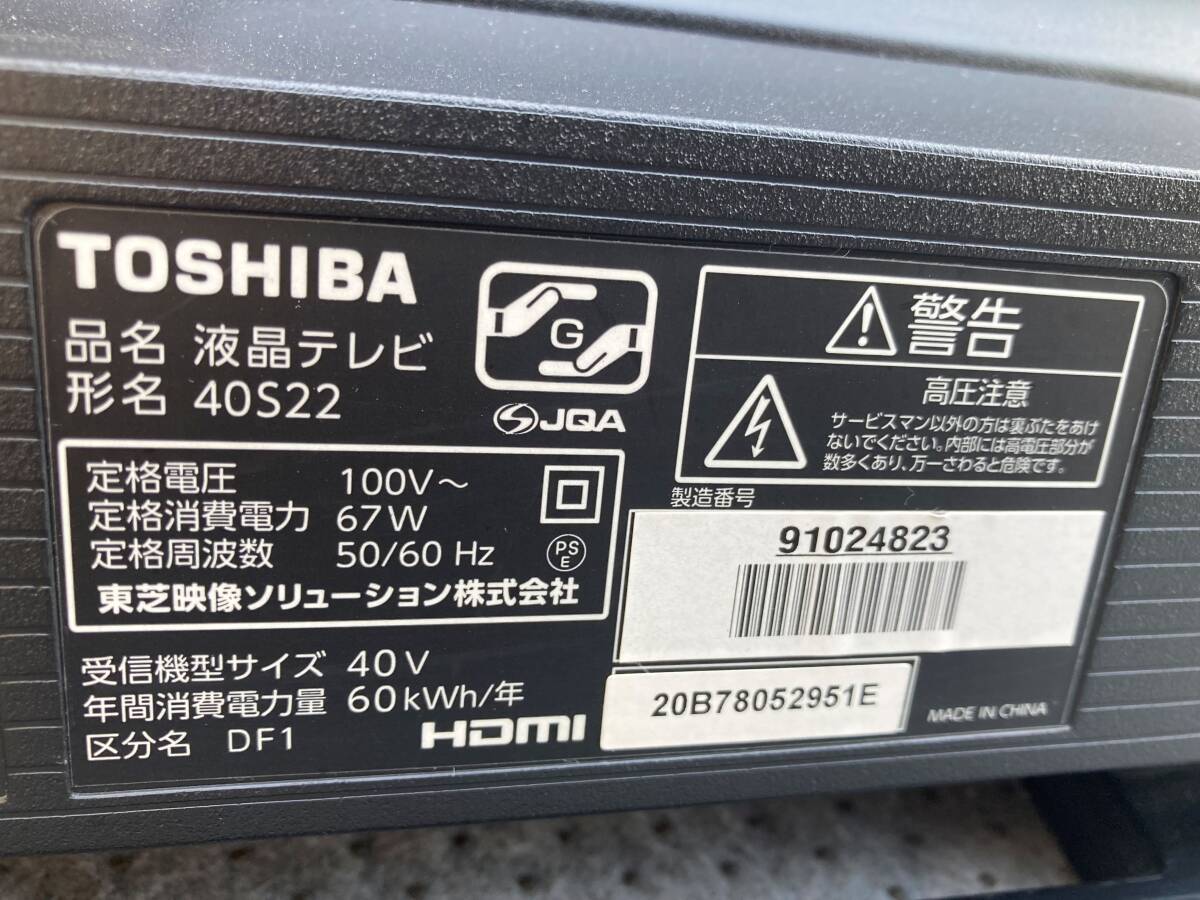 TOSHIBA
品名 液晶テレビ
形名 40S22
G
JQA
定格電圧 100V～
定格消費電力 67W
定格周波数 50/60 Hz
PS
E
東芝映像ソリューション株式会社
受信機型サイズ 40V
年間消費電力量 60kWh/年
区分名 DF1
HDMI
警告
高圧注意
サービスマン以外の方は裏ぶたをあけ
ないでください。内部には高電圧部分が
数多くあり、万一さわると危険です。
製造番号
91024823
20B78052951E
MADE IN CHINA